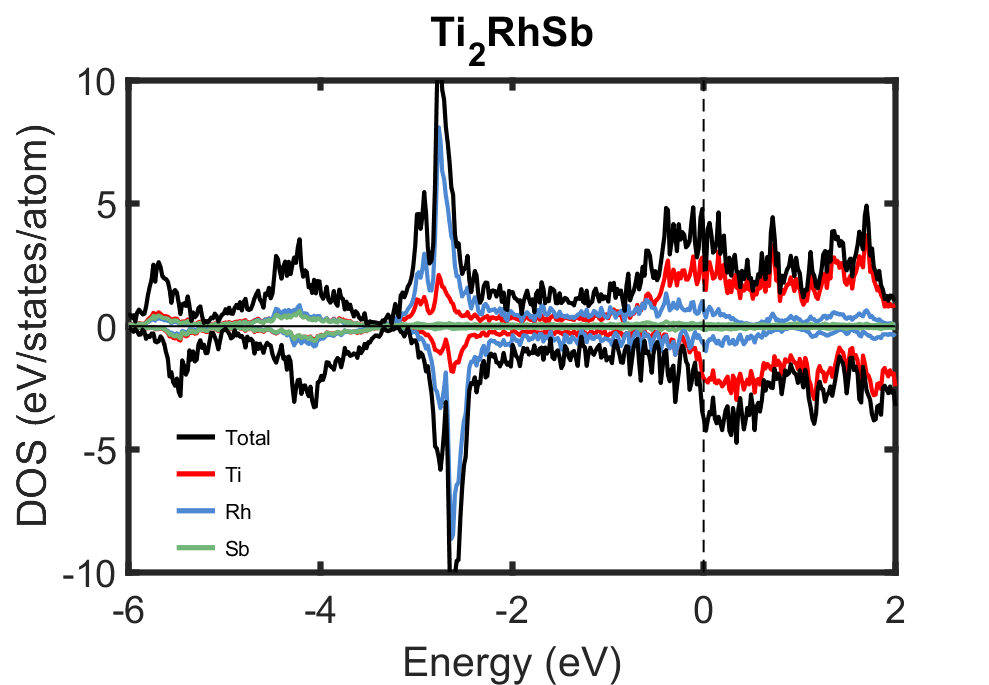 Ti2RhSb
DOS (eV/states/atom)
10
5
0
-5
-10
Total
Ti
Rh
Sb
-6 -4 -2 0 2
Energy (eV)